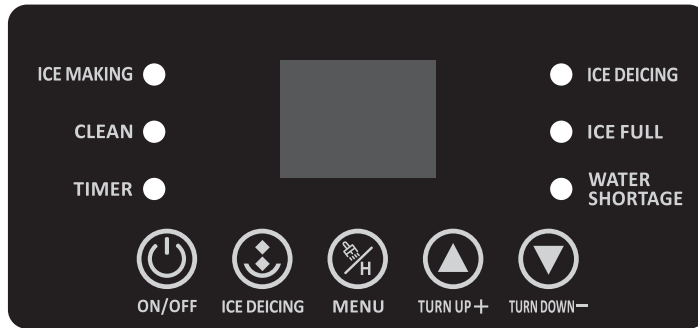 ICE MAKING
CLEAN
TIMER
ICE DEICING
ICE FULL
WATER
SHORTAGE
H
ON/OFF
ICE DEICING
MENU
TURN UP+
TURN DOWN−